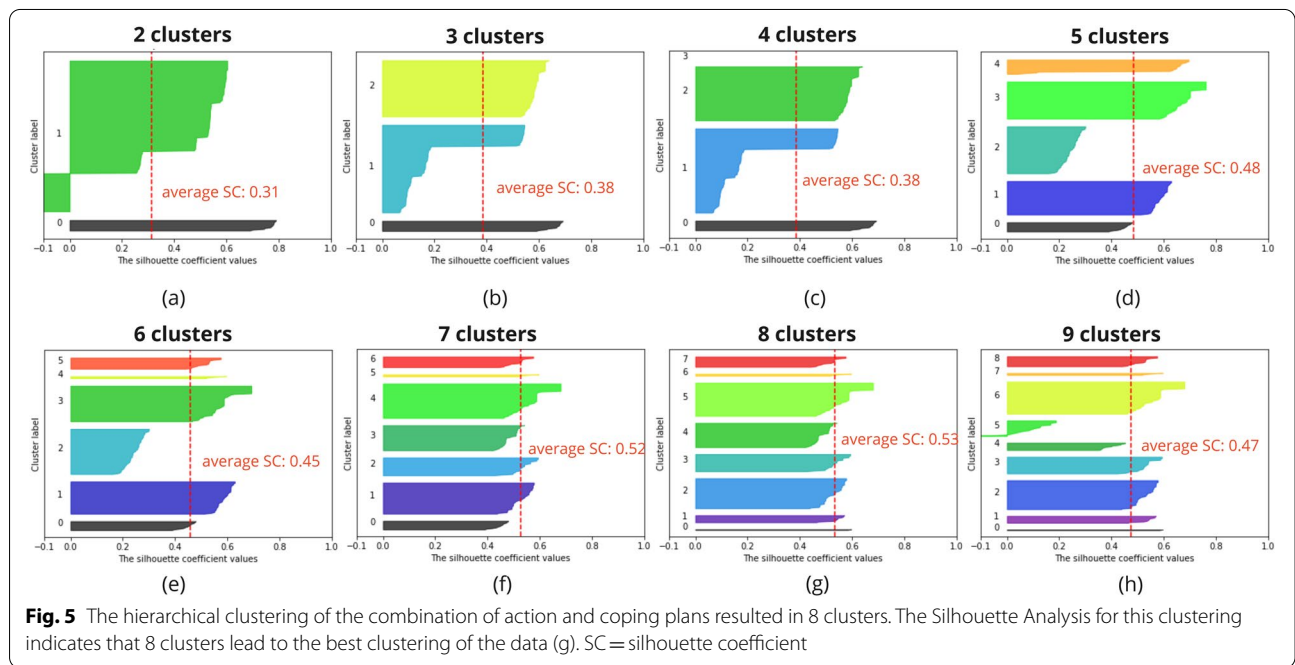 2 clusters
3 clusters
4 clusters
5 clusters
Cluster label
1
0
average SC: 0.31
−0.1 0.0 0.2 0.4 0.6 0.8 1.0
The silhouette coefficient values
(a)
Cluster label
2
1
0
average SC: 0.38
−0.1 0.0 0.2 0.4 0.6 0.8 1.0
The silhouette coefficient values
(b)
Cluster label
3
2
1
0
average SC: 0.38
−0.1 0.0 0.2 0.4 0.6 0.8 1.0
The silhouette coefficient values
(c)
Cluster label
4
3
2
1
0
average SC: 0.48
−0.1 0.0 0.2 0.4 0.6 0.8 1.0
The silhouette coefficient values
(d)
6 clusters
7 clusters
8 clusters
9 clusters
Cluster label
5
4
3
2
1
0
average SC: 0.45
−0.1 0.0 0.2 0.4 0.6 0.8 1.0
The silhouette coefficient values
(e)
Cluster label
6
5
4
3
2
1
0
average SC: 0.52
−0.1 0.0 0.2 0.4 0.6 0.8 1.0
The silhouette coefficient values
(f)
Cluster label
7
6
5
4
3
2
1
0
average SC: 0.53
−0.1 0.0 0.2 0.4 0.6 0.8 1.0
The silhouette coefficient values
(g)
Cluster label
8
7
6
5
4
3
2
1
0
average SC: 0.47
−0.1 0.0 0.2 0.4 0.6 0.8 1.0
The silhouette coefficient values
(h)
Fig. 5 The hierarchical clustering of the combination of action and coping plans resulted in 8 clusters. The Silhouette Analysis for this clustering
indicates that 8 clusters lead to the best clustering of the data (g). SC = silhouette coefficient